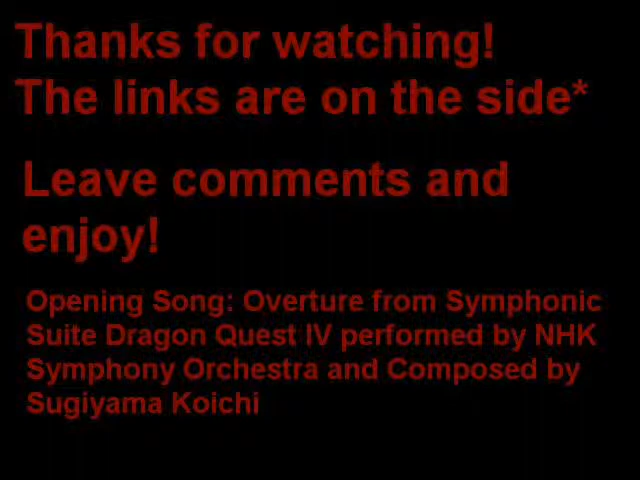 Thanks for watching!
The links are on the side*
Leave comments and
enjoy!
Opening Song: Overture from Symphonic
Suite Dragon Quest IV performed by NHK
Symphony Orchestra and Composed by
Sugiyama Koichi